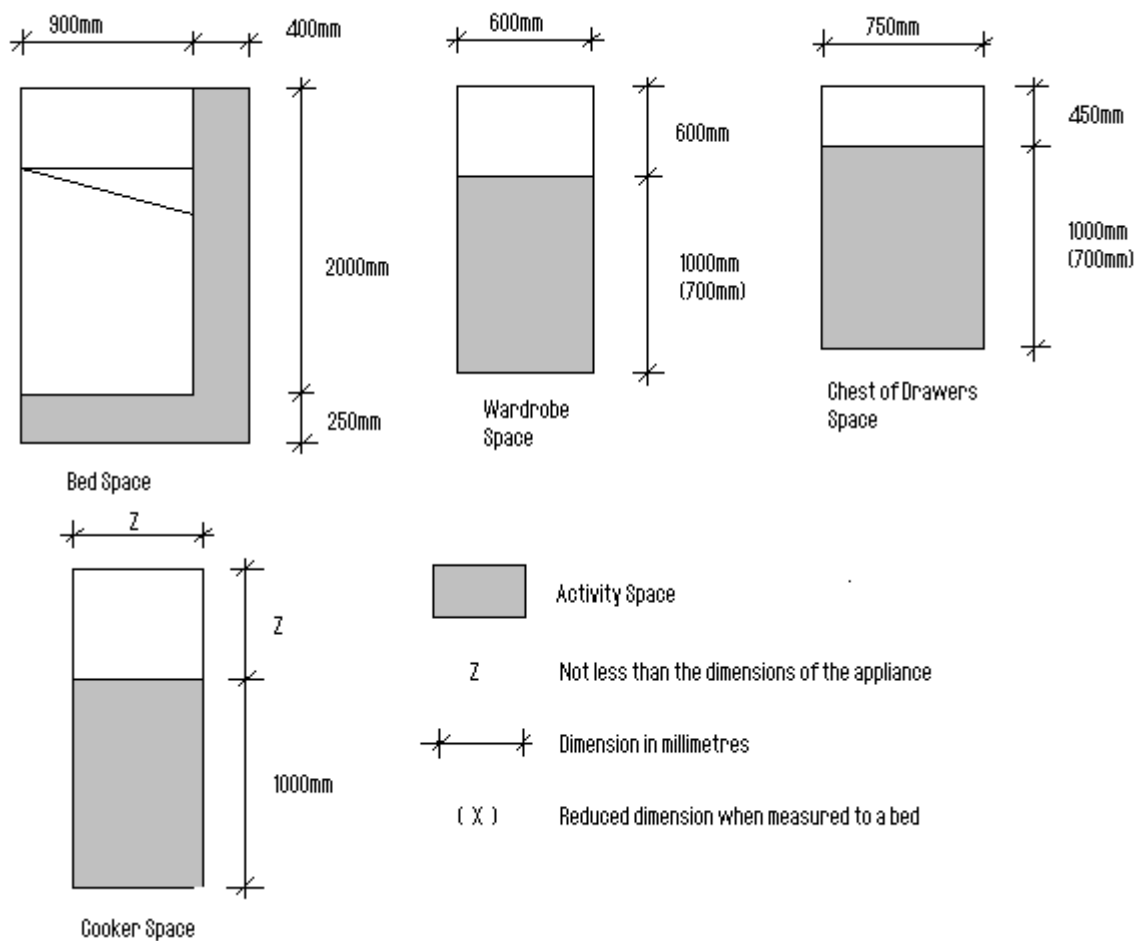 900mm
400mm
2000mm
250mm
Bed Space
600mm
600mm
1000mm
(700mm)
Wardrobe
Space
750mm
450mm
1000mm
(700mm)
Chest of Drawers
Space
Z
Z
1000mm
Cooker Space
Activity Space
Z Not less than the dimensions of the appliance
Dimension in millimetres
( X ) Reduced dimension when measured to a bed